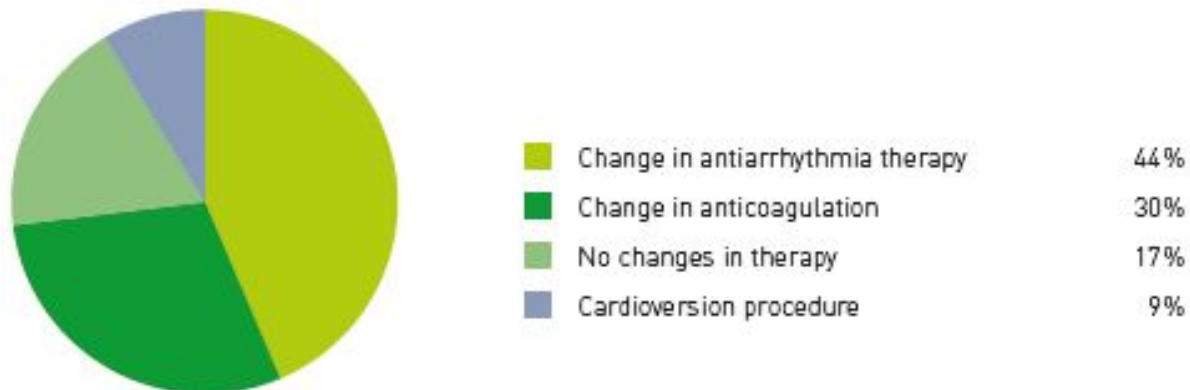 Change in antiarrhythmia therapy 44%
Change in anticoagulation 30%
No changes in therapy 17%
Cardioversion procedure 9%